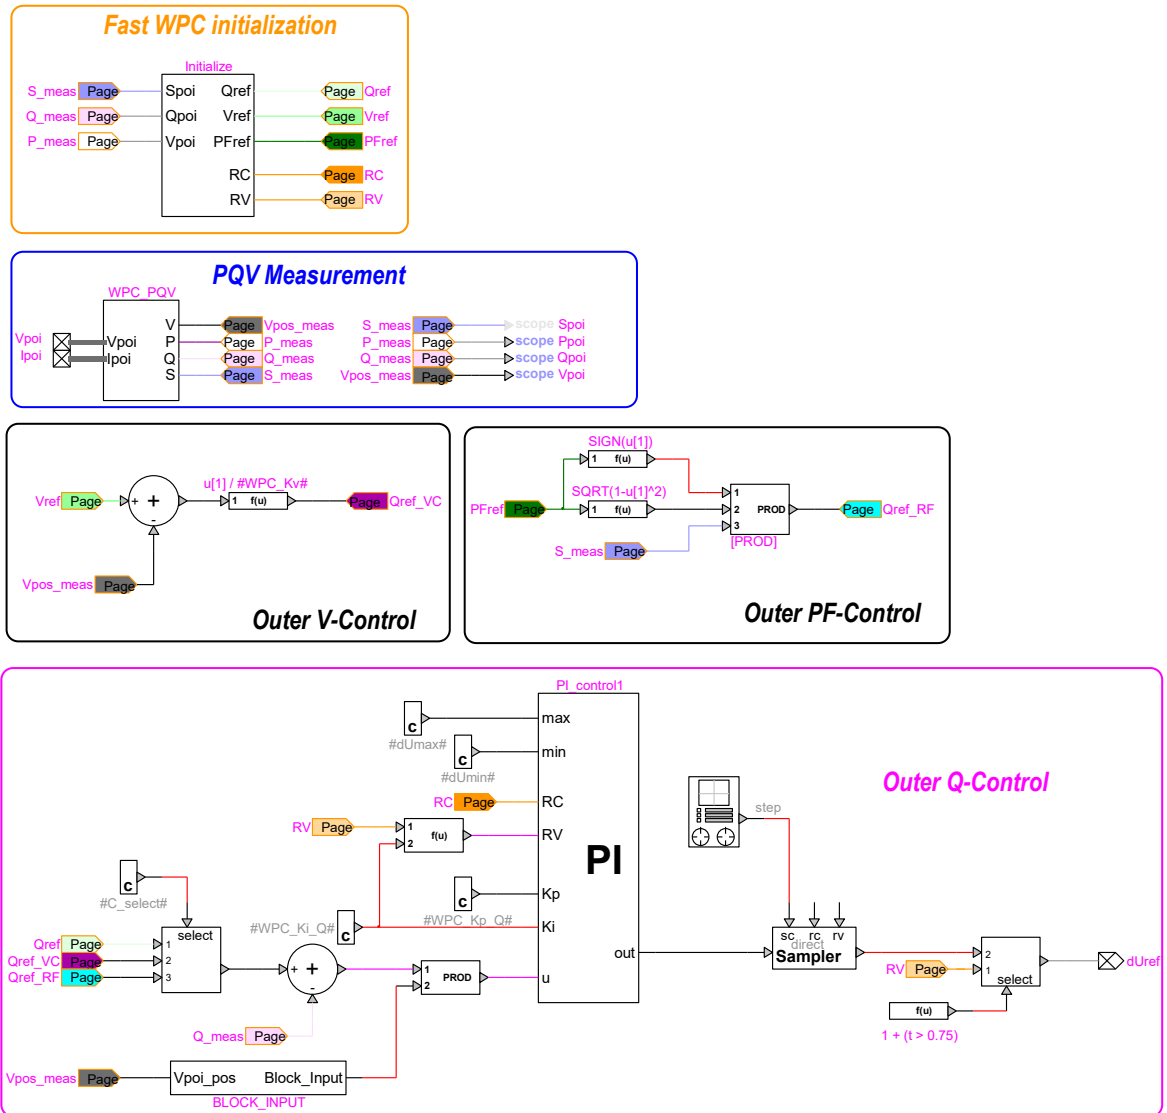 Fast WPC initialization
Initialize
S_meas Page Spoi Qref Page Qref
Q_meas Page Qpoi Vref Page Vref
P_meas Page Vpoi PFref Page PFref
RC Page RC
RV Page RV
PQV Measurement
WPC_PQV
V Page Vpos_meas S_meas Page scope Spoi
Vpoi Vpoi P Page P_meas P_meas Page scope Ppoi
Ipoi Ipoi Q Page Q_meas Q_meas Page scope Qpoi
S Page S_meas Vpos_meas Page scope Vpoi
u[1] / #WPC_Kv#
Vref Page + + 1 f(u) Page Qref_VC
-
Vpos_meas Page
Outer V-Control
SIGN(u[1])
1 f(u)
SQRT(1-u[1]^2)
1
PFref Page 1 f(u) 2 PROD Page Qref_RF
3
S_meas Page [PROD]
Outer PF-Control
PI_control1
c max
#dUmax#
c min
#dUmin#
Outer Q-Control
RC Page RC
step
RV Page 1 f(u) RV
2
PI
c
#C_select#
c Kp
#WPC_Kp_Q#
#WPC_Ki_Q# c Ki
select
Qref Page 1
Qref_VC Page 2
Qref_RF Page 3
+ +
-
1 PROD u
2
out
sc rc rv
direct
Sampler
2
RV Page 1
select
dUref
f(u)
1 + (t > 0.75)
Q_meas Page
Vpos_meas Page Vpoi_pos Block_Input
BLOCK_INPUT